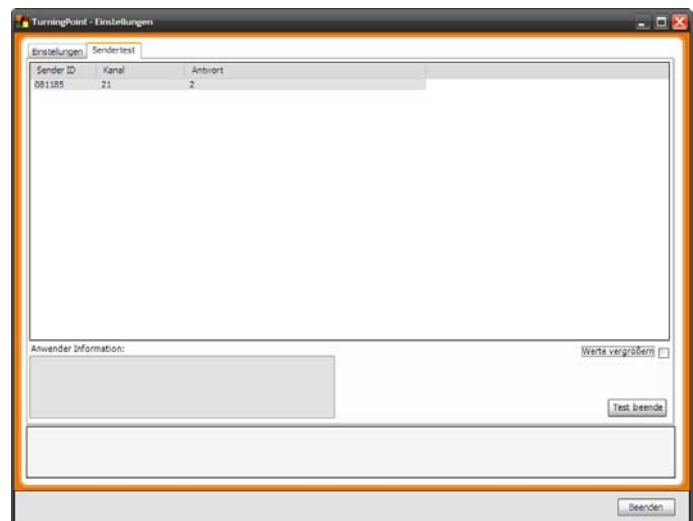 TurningPoint - Einstellungen
Einstellungen Sendertest
Sender ID Kanal Antwort
081185 21 2
Anwender Information:
Werte vergrößern
Test beende
Beenden